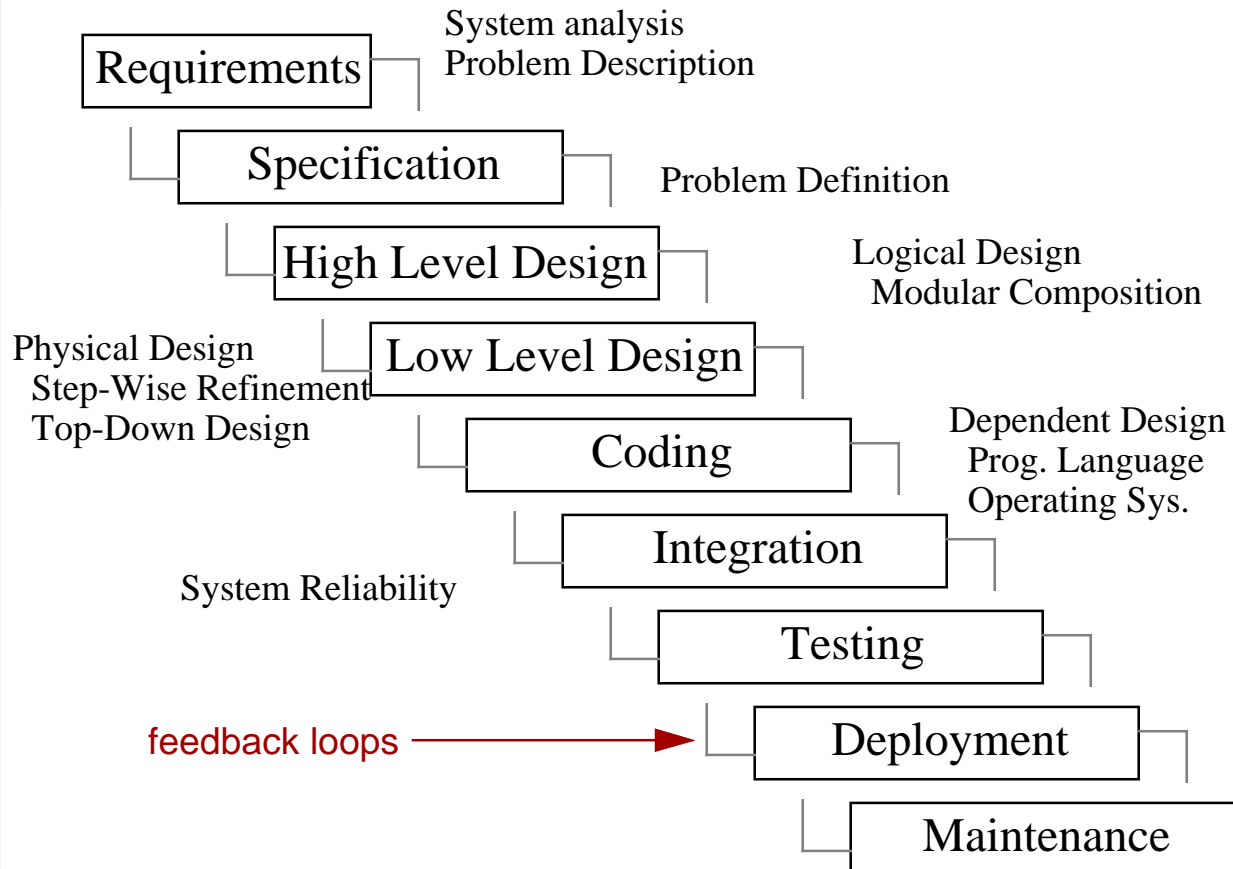 System analysis
Requirements
Problem Description
Specification
Problem Definition
High Level Design
Logical Design
Modular Composition
Physical Design
Low Level Design
Step-Wise Refinement
Top-Down Design
Coding
Dependent Design
Prog. Language
Operating Sys.
Integration
System Reliability
Testing
feedback loops
Deployment
Maintenance